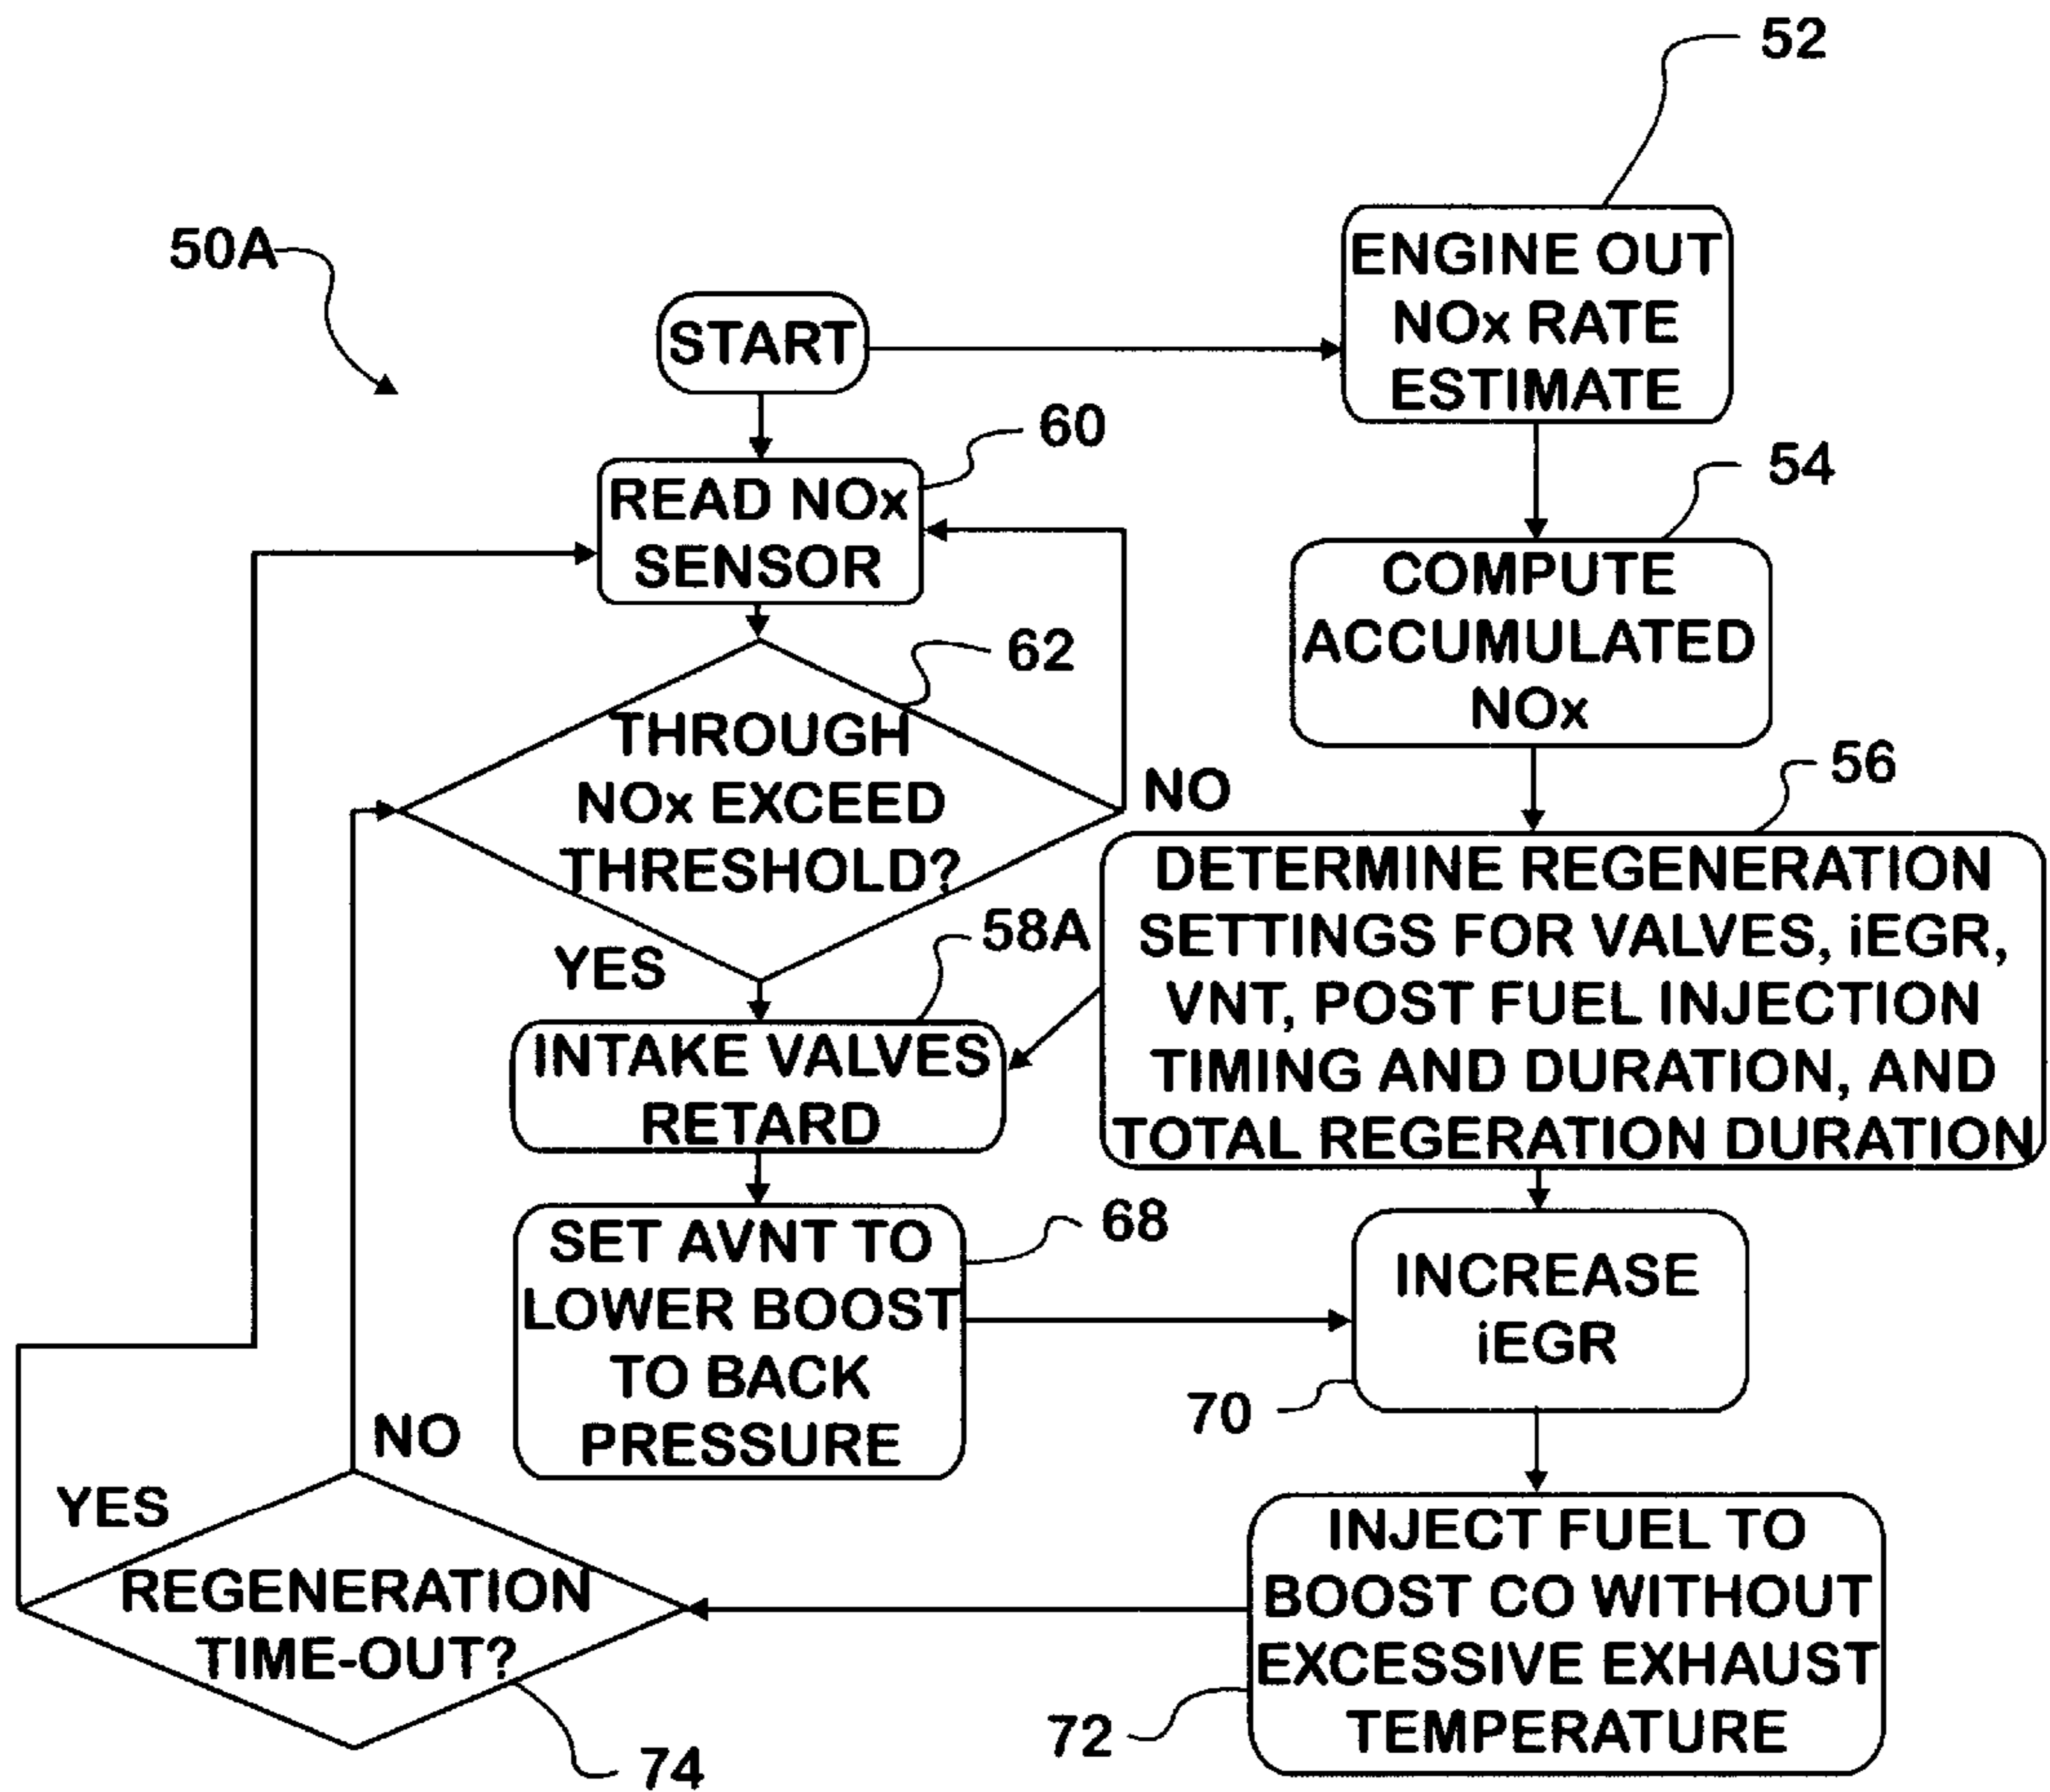 52
50A
ENGINE OUT
NOx RATE
ESTIMATE
START
60
READ NOx
SENSOR
54
COMPUTE
ACCUMULATED
NOx
62
THROUGH
NOx EXCEED
THRESHOLD?
NO
YES
56
DETERMINE REGENERATION
SETTINGS FOR VALVES, iEGR,
VNT, POST FUEL INJECTION
TIMING AND DURATION, AND
TOTAL REGERATION DURATION
58A
INTAKE VALVES
RETARD
68
SET AVNT TO
LOWER BOOST
TO BACK
PRESSURE
INCREASE
iEGR
70
NO
YES
REGENERATION
TIME-OUT?
74
INJECT FUEL TO
BOOST CO WITHOUT
EXCESSIVE EXHAUST
TEMPERATURE
72